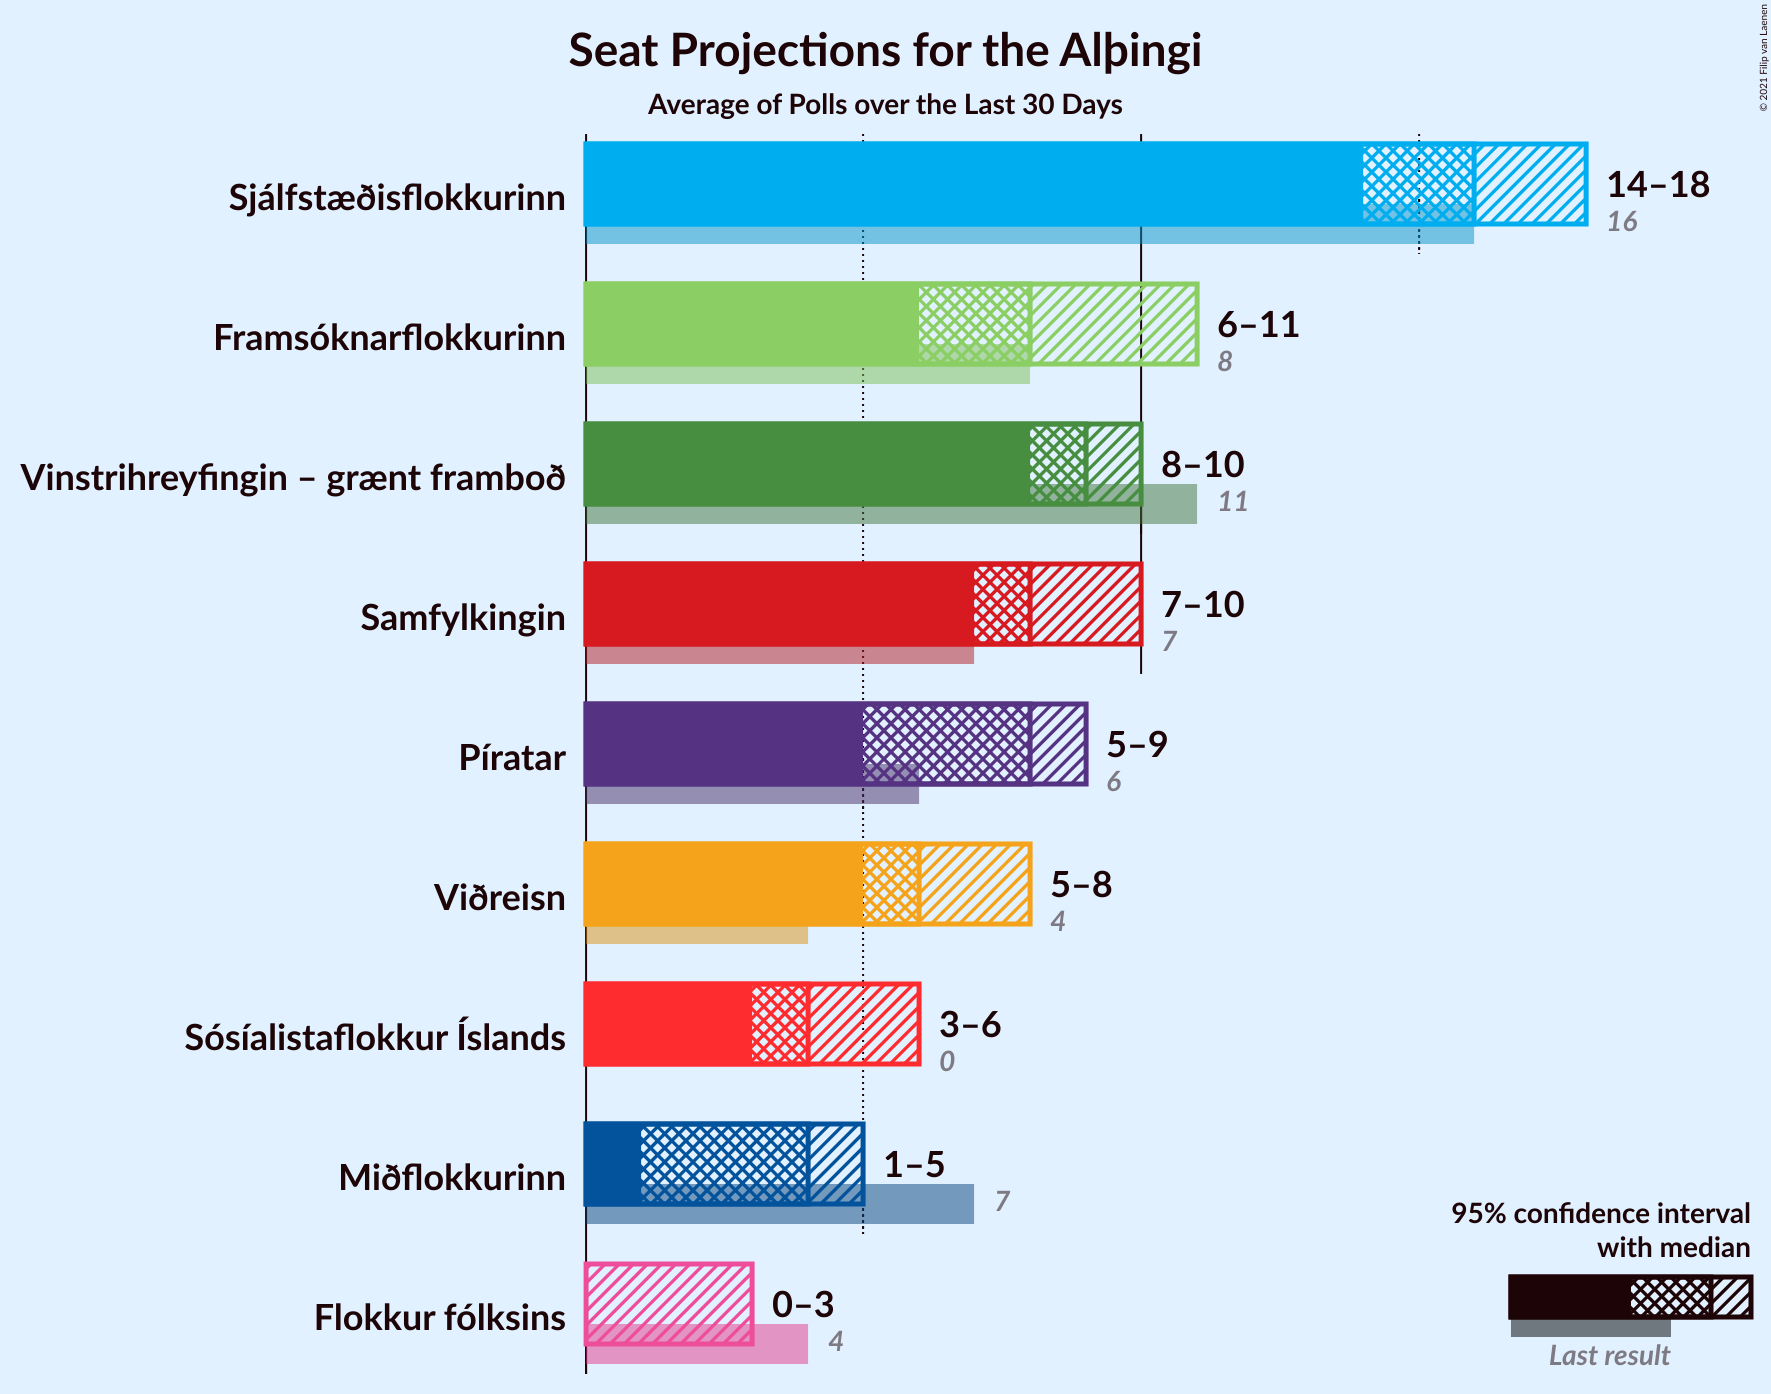 Seat Projections for the Alþingi
Average of Polls over the Last 30 Days
© 2021 Filip van Laenen
Sjálfstæðisflokkurinn
14–18
16
Framsóknarflokkurinn
6–11
8
Vinstrihreyfingin – grænt framboð
8–10
11
Samfylkingin
7–10
7
Píratar
5–9
6
Viðreisn
5–8
4
Sósíalistaflokkur Íslands
3–6
0
Miðflokkurinn
1–5
7
Flokkur fólksins
0–3
4
95% confidence interval
with median
Last result